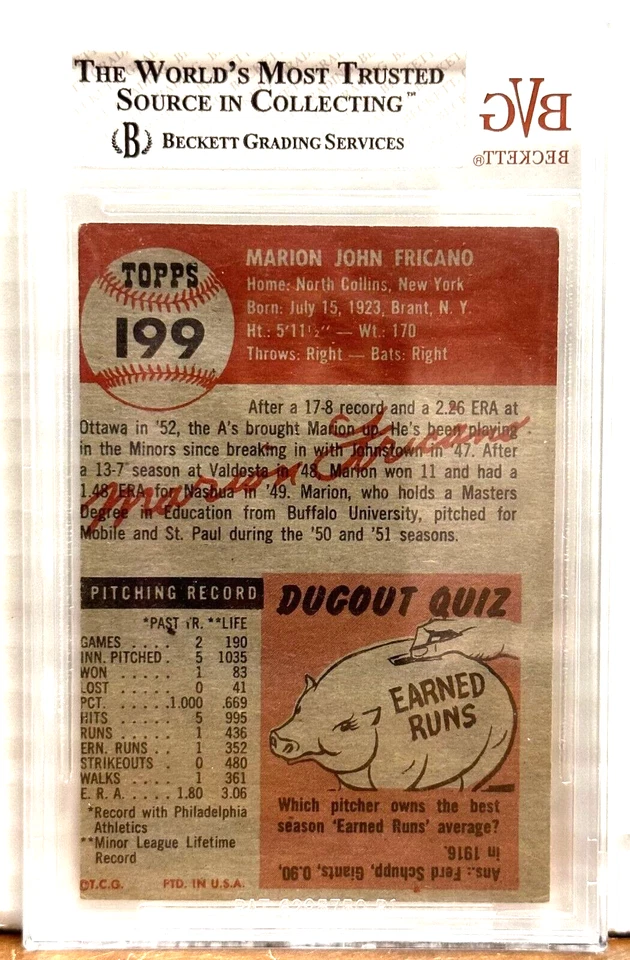 THE WORLD'S MOST TRUSTED
SOURCE IN COLLECTING™
B BECKETT GRADING SERVICES
BVG
BECKETT®
TOPPS
199
MARION JOHN FRICANO
Home: North Collins, New York
Born: July 15, 1923, Brant, N. Y.
Ht.: 5'11½" — Wt.: 170
Throws: Right — Bats: Right
After a 17-8 record and a 2.26 ERA at
Ottawa in '52, the A's brought Marion up. He's been playing
in the Minors since breaking in with Johnstown in '47. After
a 13-7 season at Valdosta in '48, Marion won 11 and had a
1.48 ERA for Nashua in '49. Marion, who holds a Masters
Degree in Education from Buffalo University, pitched for
Mobile and St. Paul during the '50 and '51 seasons.
Marion Fricano
PITCHING RECORD
*PAST YR. **LIFE
GAMES . . . . 2 190
INN. PITCHED . 5 1035
WON . . . . . 1 83
LOST . . . . . 0 41
PCT. . . . . .1.000 .669
HITS . . . . . 5 995
RUNS . . . . . 1 436
ERN. RUNS . . 1 352
STRIKEOUTS . 0 480
WALKS . . . . 1 361
E. R. A. . . . . 1.80 3.06
*Record with Philadelphia
Athletics
**Minor League Lifetime
Record
©T.C.G. PTD. IN U.S.A.
DUGOUT QUIZ
EARNED
RUNS
Which pitcher owns the best
season 'Earned Runs' average?
Ans.: Ferd Schupp, Giants, 0.90,
in 1916.